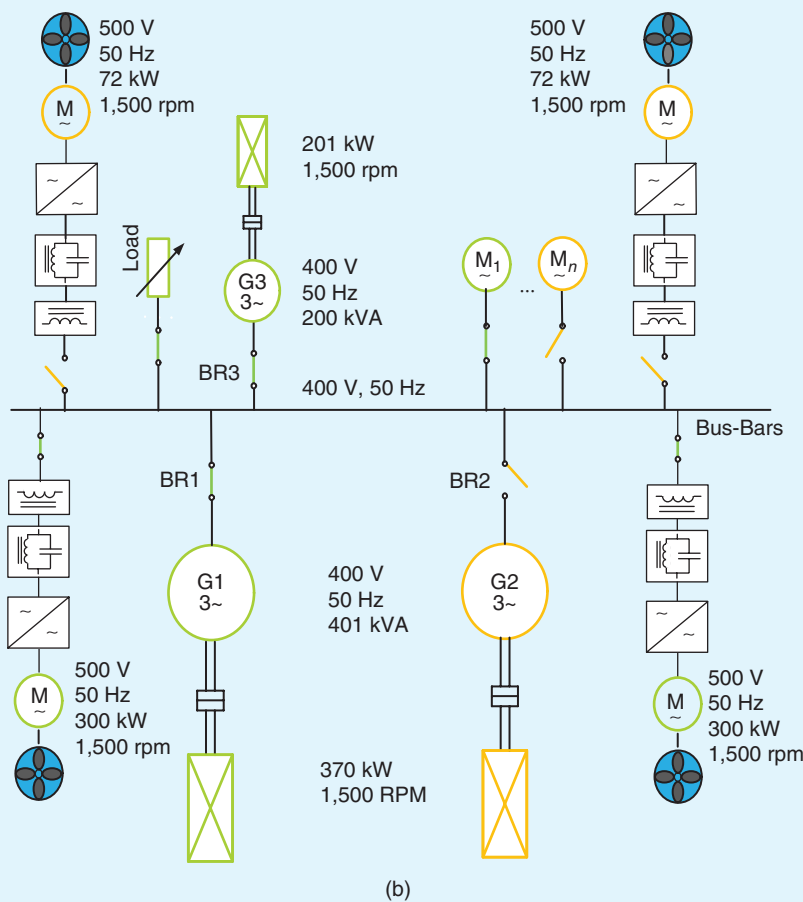 500 V
50 Hz
72 kW
1,500 rpm
M
~
~
~
Load
201 kW
1,500 rpm
G3
3~
400 V
50 Hz
200 kVA
BR3
400 V, 50 Hz
M1
~
...
Mn
~
500 V
50 Hz
72 kW
1,500 rpm
M
~
~
~
Bus-Bars
BR1
BR2
G1
3~
400 V
50 Hz
401 kVA
G2
3~
~
~
M
~
500 V
50 Hz
300 kW
1,500 rpm
370 kW
1,500 RPM
~
~
M
~
500 V
50 Hz
300 kW
1,500 rpm
(b)